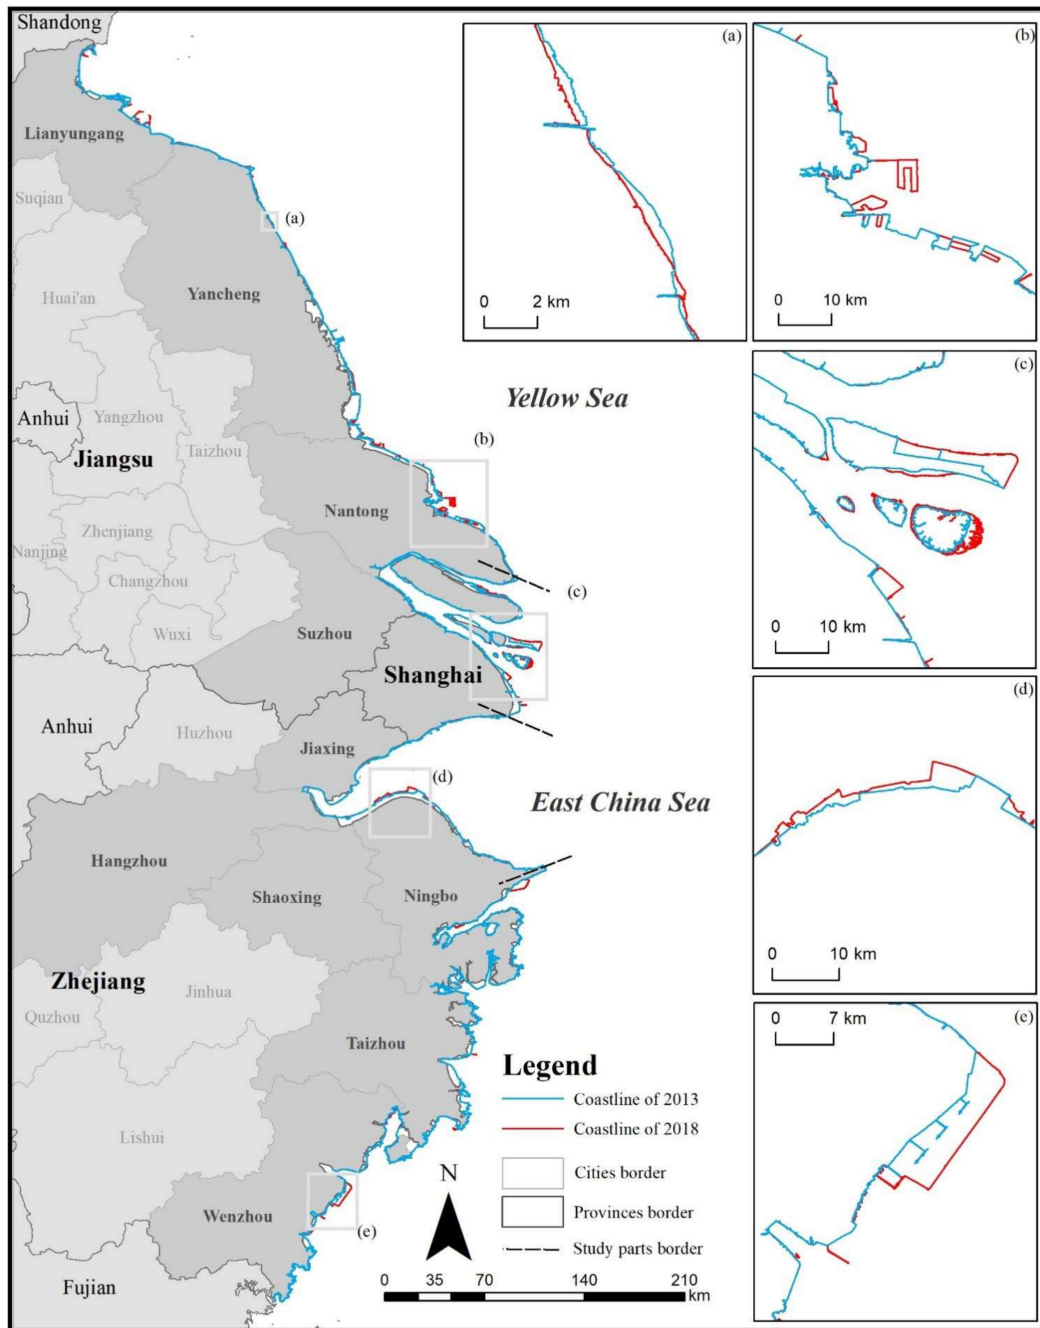 Shandong
Lianyungang
Suqian
(a)
Huai'an
Yancheng
Anhui
Yangzhou
Jiangsu
Taizhou
Yellow Sea
(b)
Nantong
Zhenjiang
Nanjing
Changzhou
(c)
Wuxi
Suzhou
Shanghai
Anhui
Huzhou
Jiaxing
(d)
East China Sea
Hangzhou
Shaoxing
Ningbo
Zhejiang
Jinhua
Quzhou
Taizhou
Lishui
Wenzhou
(e)
Fujian
Legend
Coastline of 2013
Coastline of 2018
Cities border
Provinces border
Study parts border
N
0 35 70 140 210
km
(a)
0 2 km
(b)
0 10 km
(c)
0 10 km
(d)
0 10 km
(e)
0 7 km